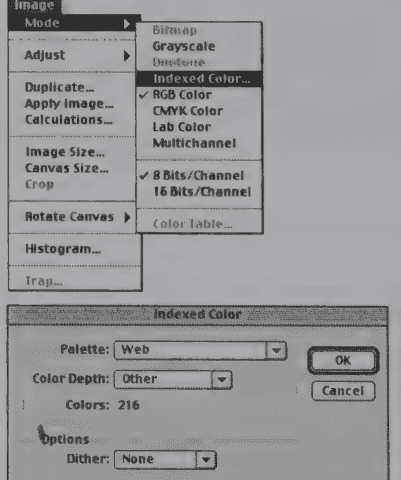 Image
Mode
Adjust
Duplicate...
Apply Image...
Calculations...
Image Size...
Canvas Size...
Crop
Rotate Canvas
Histogram...
Trap...
Bitmap
Grayscale
Duotone
Indexed Color...
✓ RGB Color
CMYK Color
Lab Color
Multichannel
✓ 8 Bits/Channel
16 Bits/Channel
Color Table...
Indexed Color
Palette: Web
OK
Color Depth: Other
Cancel
Colors: 216
Options
Dither: None